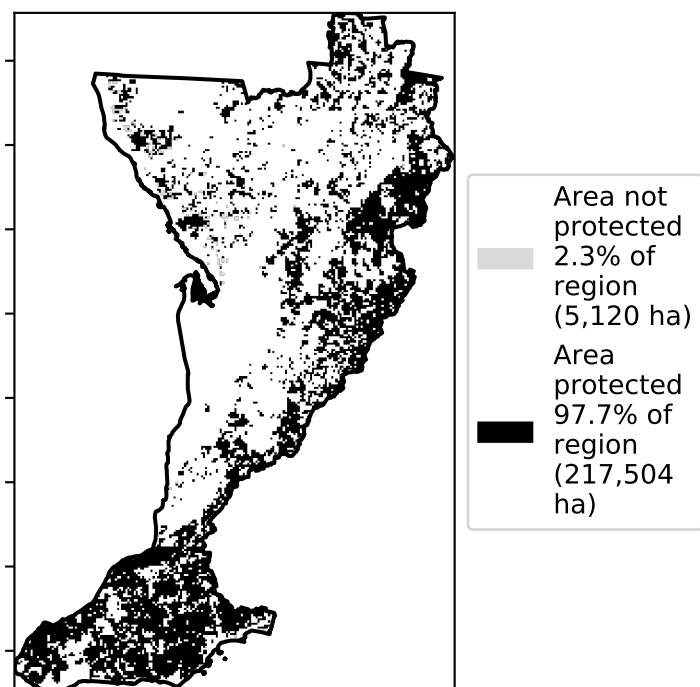 Area not
protected
2.3% of
region
(5,120 ha)
Area
protected
97.7% of
region
(217,504
ha)